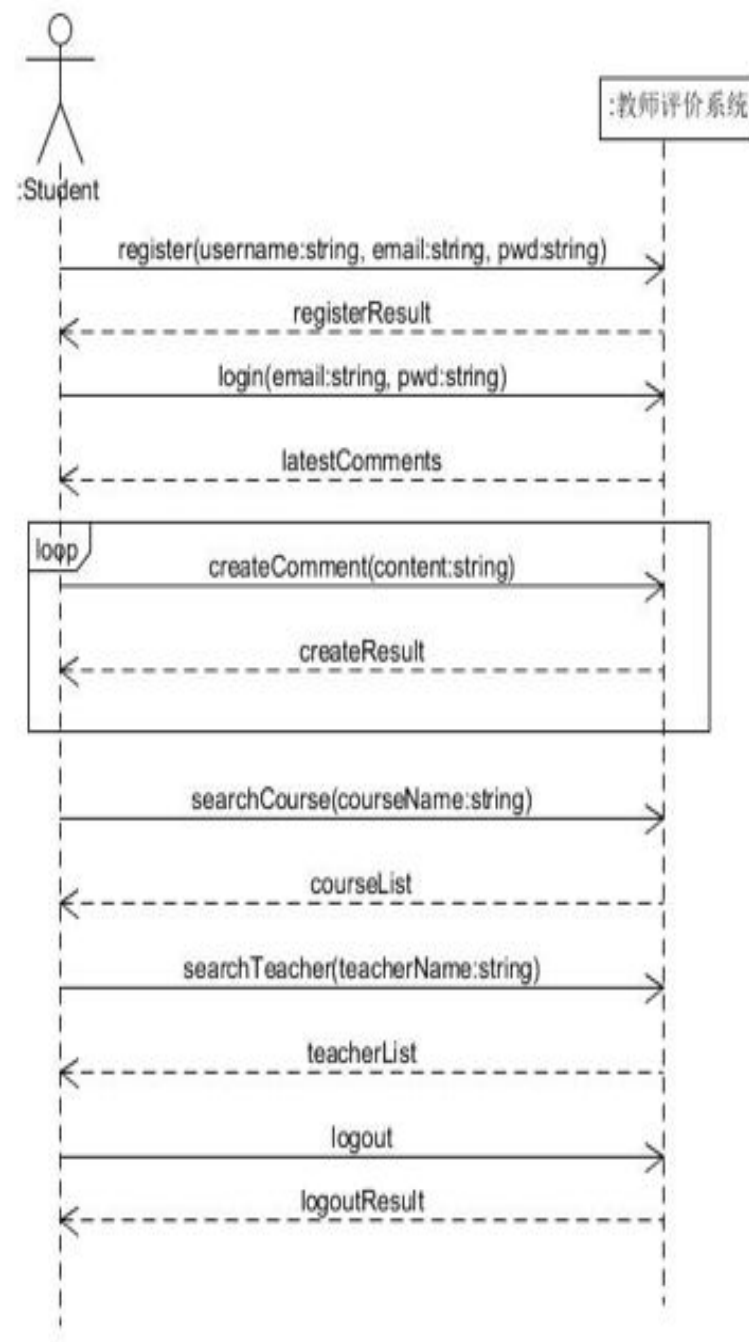 :教师评价系统
:Student
register(username:string, email:string, pwd:string)
registerResult
login(email:string, pwd:string)
latestComments
loop
createComment(content:string)
createResult
searchCourse(courseName:string)
courseList
searchTeacher(teacherName:string)
teacherList
logout
logoutResult